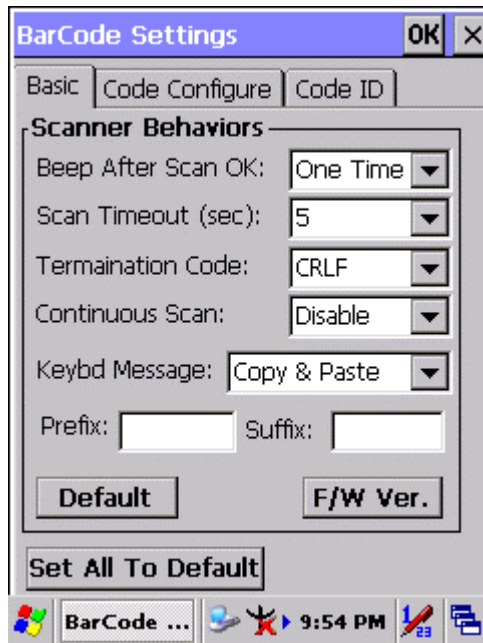 BarCode Settings OK ×
Basic Code Configure Code ID
Scanner Behaviors
Beep After Scan OK: One Time
Scan Timeout (sec): 5
Termaination Code: CRLF
Continuous Scan: Disable
Keybd Message: Copy & Paste
Prefix: Suffix:
Default F/W Ver.
Set All To Default
BarCode ... 9:54 PM 1/23